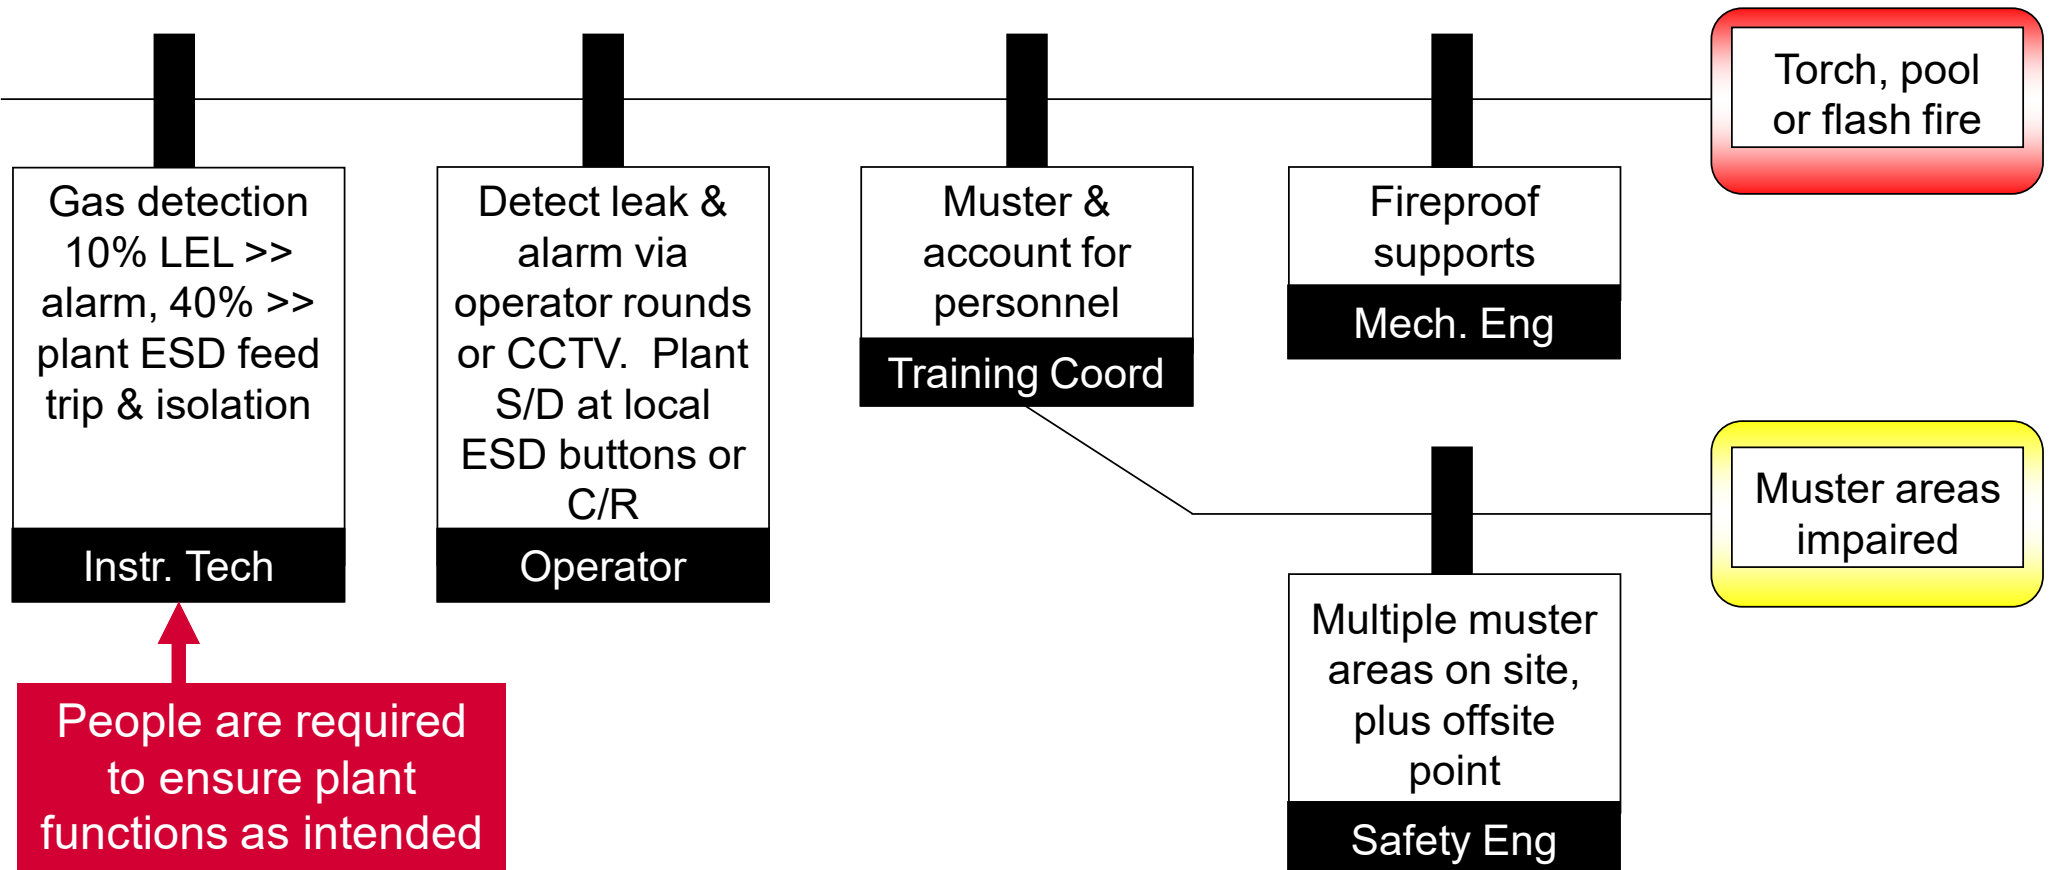 Gas detection
10% LEL >>
alarm, 40% >>
plant ESD feed
trip & isolation
Instr. Tech
Detect leak &
alarm via
operator rounds
or CCTV.  Plant
S/D at local
ESD buttons or
C/R
Operator
Muster &
account for
personnel
Training Coord
Fireproof
supports
Mech. Eng
Torch, pool
or flash fire
Muster areas
impaired
Multiple muster
areas on site,
plus offsite
point
Safety Eng
People are required
to ensure plant
functions as intended